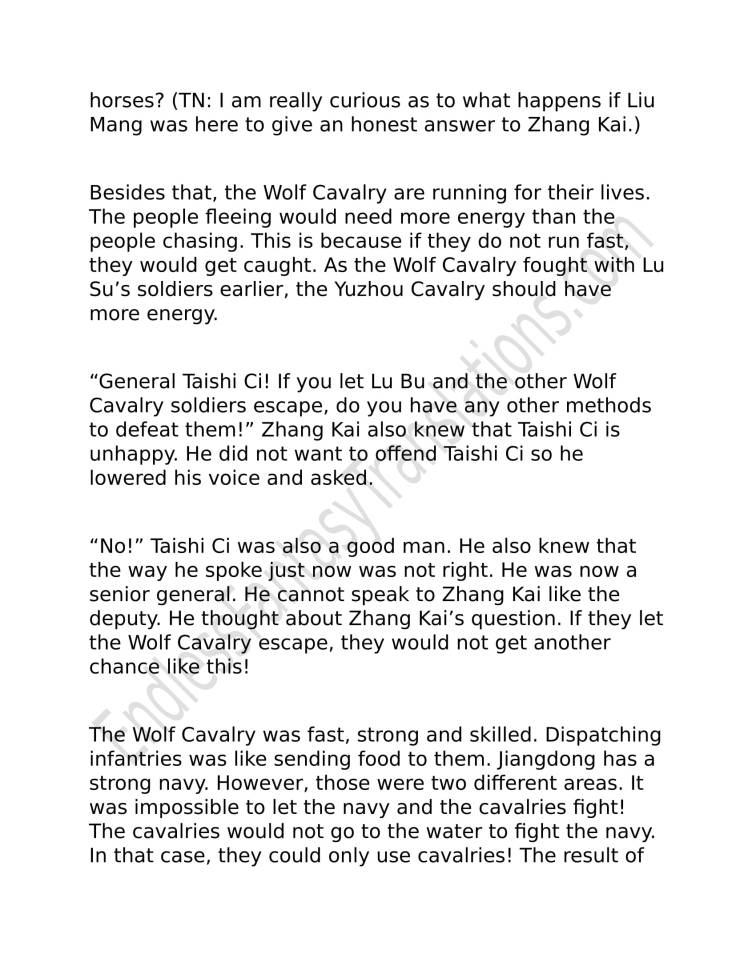 horses? (TN: I am really curious as to what happens if Liu
Mang was here to give an honest answer to Zhang Kai.)
Besides that, the Wolf Cavalry are running for their lives.
The people fleeing would need more energy than the
people chasing. This is because if they do not run fast,
they would get caught. As the Wolf Cavalry fought with Lu
Su’s soldiers earlier, the Yuzhou Cavalry should have
more energy.
“General Taishi Ci! If you let Lu Bu and the other Wolf
Cavalry soldiers escape, do you have any other methods
to defeat them!” Zhang Kai also knew that Taishi Ci is
unhappy. He did not want to offend Taishi Ci so he
lowered his voice and asked.
“No!” Taishi Ci was also a good man. He also knew that
the way he spoke just now was not right. He was now a
senior general. He cannot speak to Zhang Kai like the
deputy. He thought about Zhang Kai’s question. If they let
the Wolf Cavalry escape, they would not get another
chance like this!
The Wolf Cavalry was fast, strong and skilled. Dispatching
infantries was like sending food to them. Jiangdong has a
strong navy. However, those were two different areas. It
was impossible to let the navy and the cavalries fight!
The cavalries would not go to the water to fight the navy.
In that case, they could only use cavalries! The result of
EndlessFantasyTranslations.com